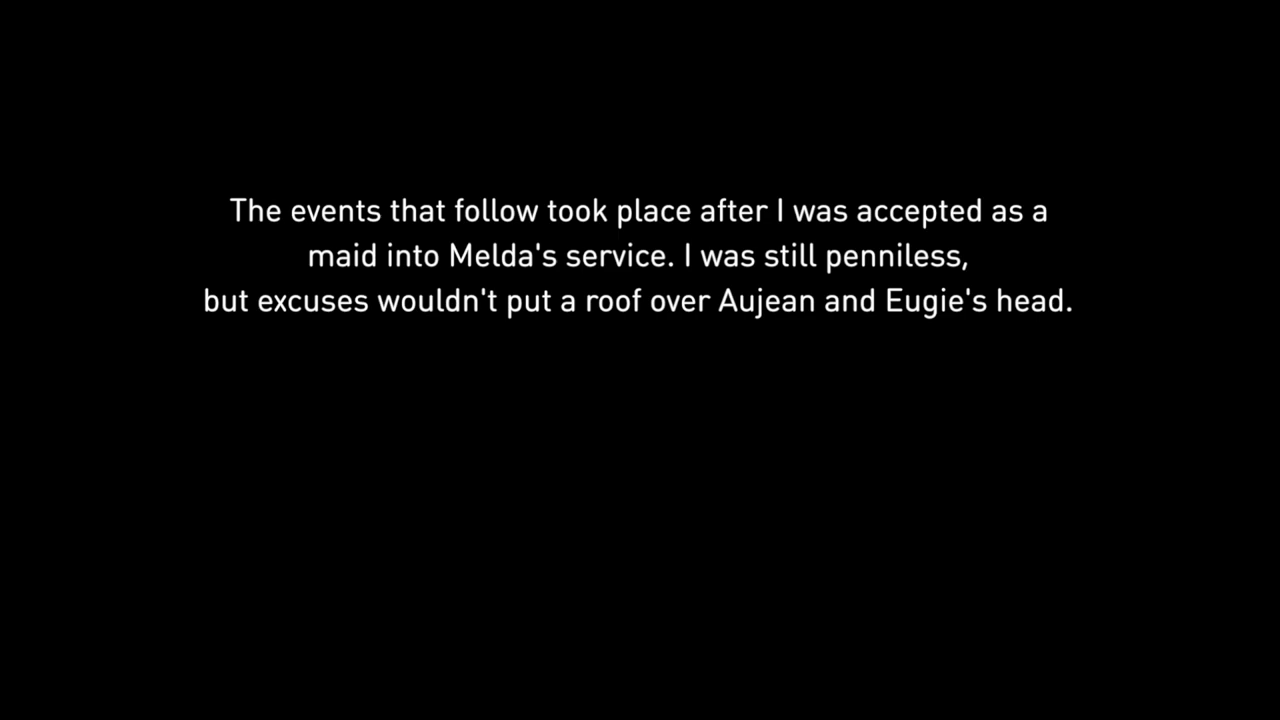 The events that follow took place after I was accepted as a
maid into Melda's service. I was still penniless,
but excuses wouldn't put a roof over Aujean and Eugie's head.